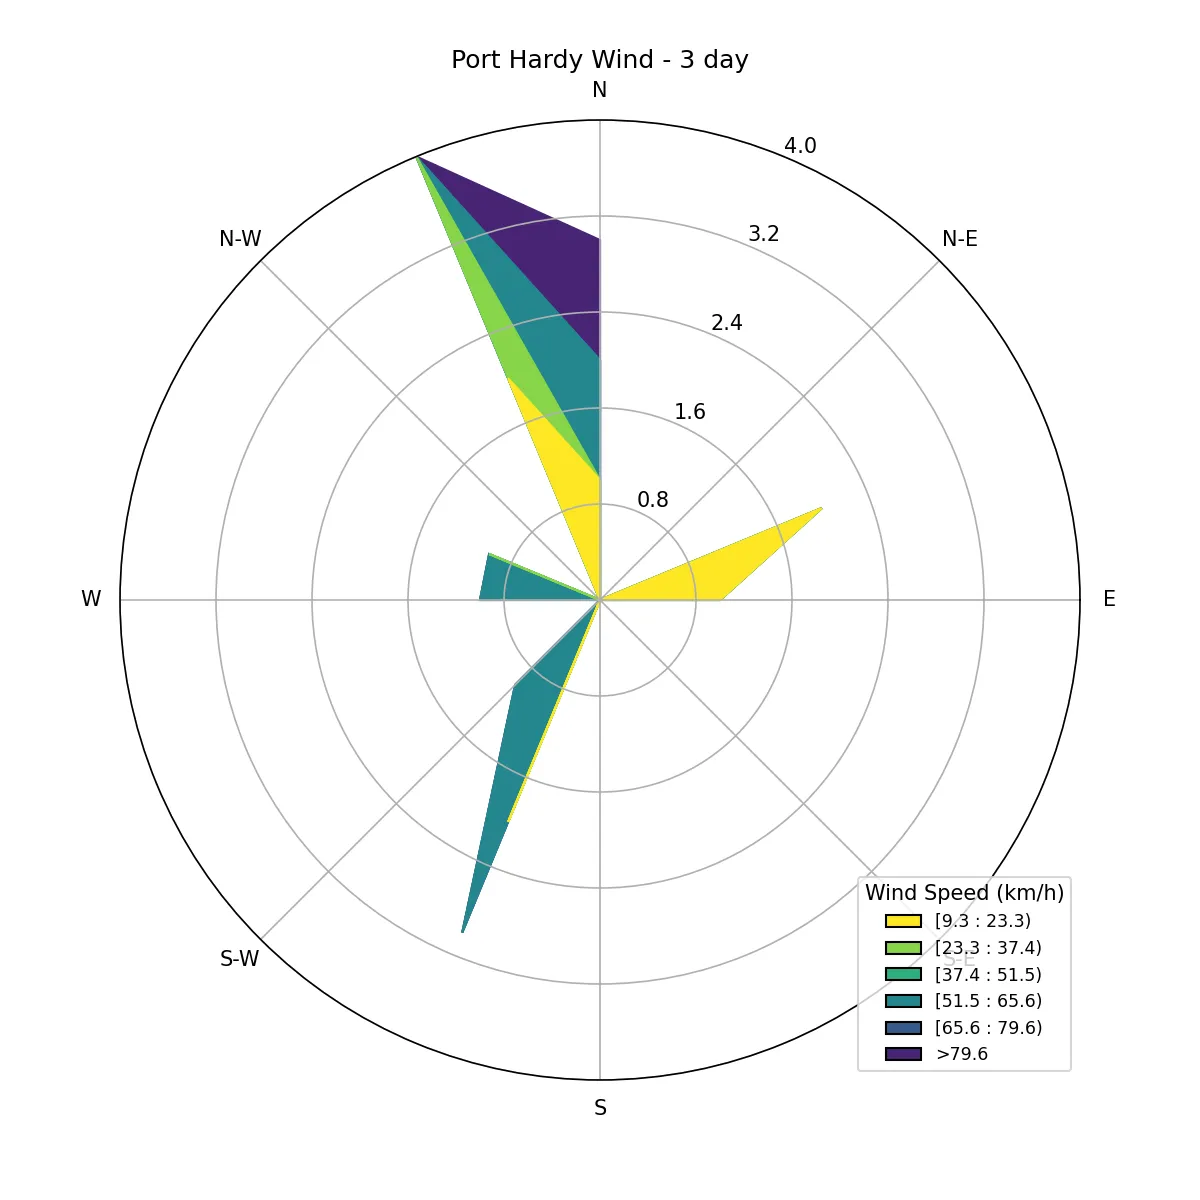 Port Hardy Wind - 3 day
N
4.0
N-W
N-E
3.2
2.4
1.6
0.8
W
E
Wind Speed (km/h)
[9.3 : 23.3)
[23.3 : 37.4)
S-W
S-E
[37.4 : 51.5)
[51.5 : 65.6)
[65.6 : 79.6)
>79.6
S